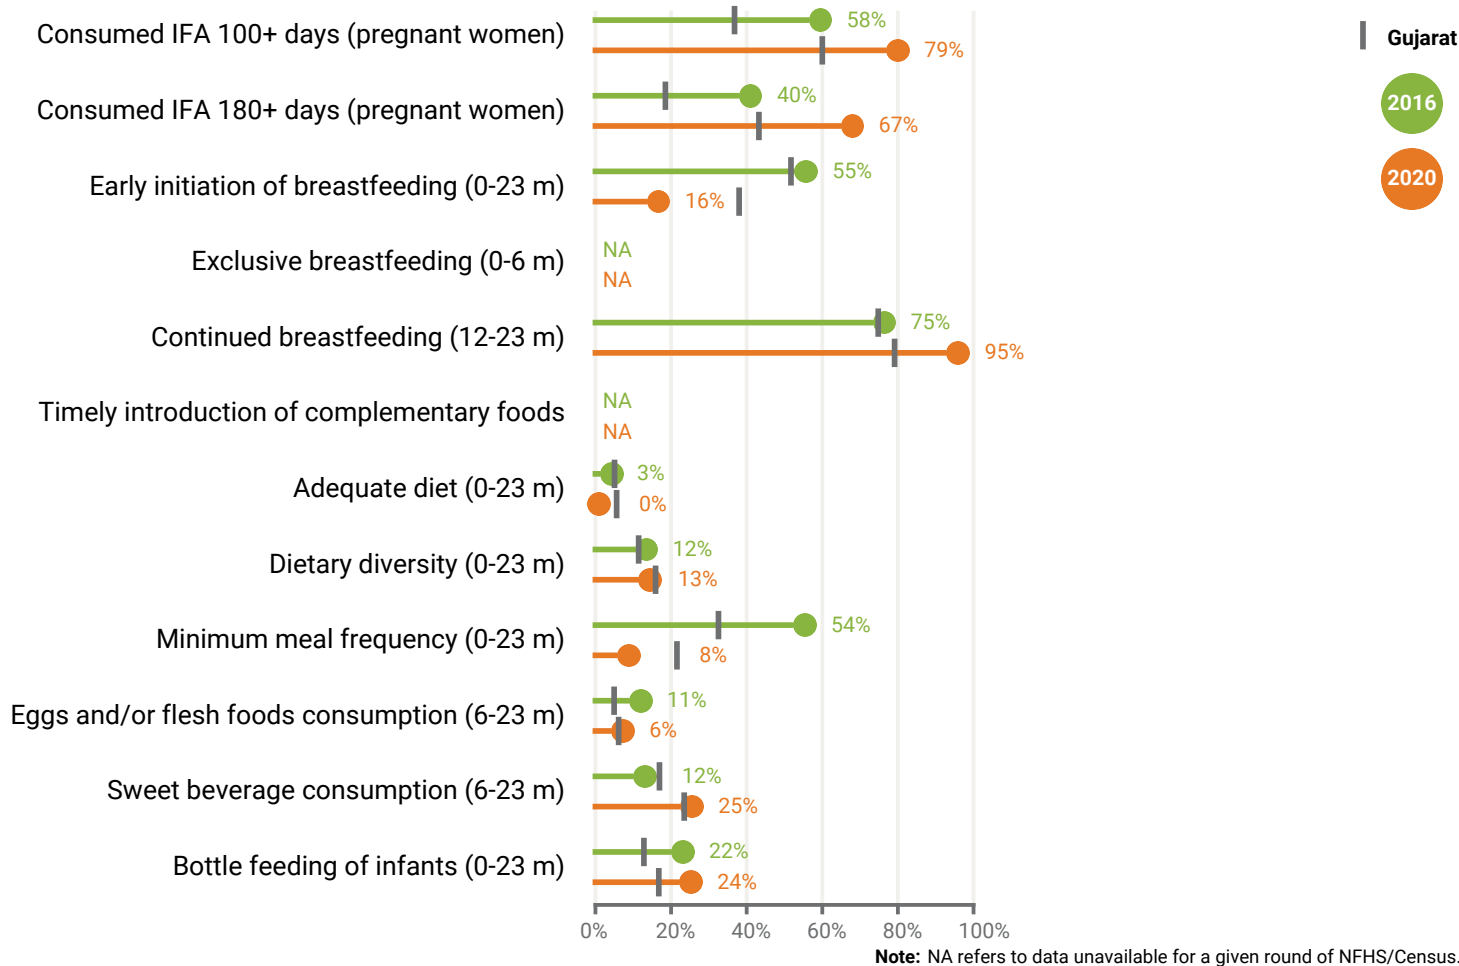 Consumed IFA 100+ days (pregnant women)
58%
79%
Consumed IFA 180+ days (pregnant women)
40%
67%
Early initiation of breastfeeding (0-23 m)
55%
16%
Exclusive breastfeeding (0-6 m)
NA
NA
Continued breastfeeding (12-23 m)
75%
95%
Timely introduction of complementary foods
NA
NA
Adequate diet (0-23 m)
3%
0%
Dietary diversity (0-23 m)
12%
13%
Minimum meal frequency (0-23 m)
54%
8%
Eggs and/or flesh foods consumption (6-23 m)
11%
6%
Sweet beverage consumption (6-23 m)
12%
25%
Bottle feeding of infants (0-23 m)
22%
24%
0% 20% 40% 60% 80% 100%
Gujarat
2016
2020
Note: NA refers to data unavailable for a given round of NFHS/Census.